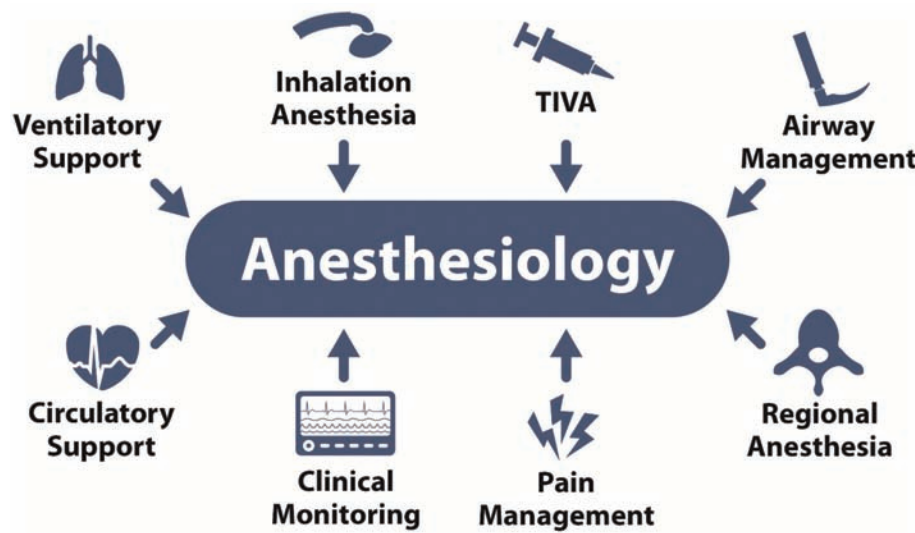 Ventilatory
Support
Inhalation
Anesthesia
TIVA
Airway
Management
Anesthesiology
Circulatory
Support
Clinical
Monitoring
Pain
Management
Regional
Anesthesia